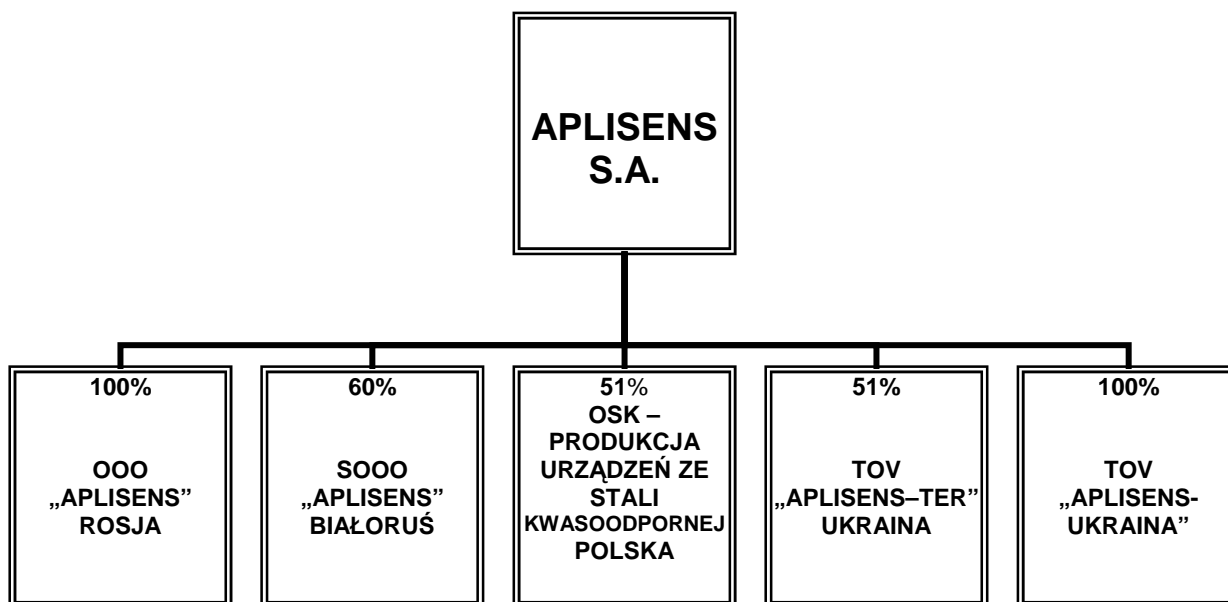 APLISENS
S.A.
100%
OOO
„APLISENS”
ROSJA
60%
SOOO
„APLISENS”
BIAŁORUŚ
51%
OSK –
PRODUKCJA
URZĄDZEŃ ZE
STALI
KWASOODPORNEJ
POLSKA
51%
TOV
„APLISENS–TER”
UKRAINA
100%
TOV
„APLISENS-
UKRAINA”